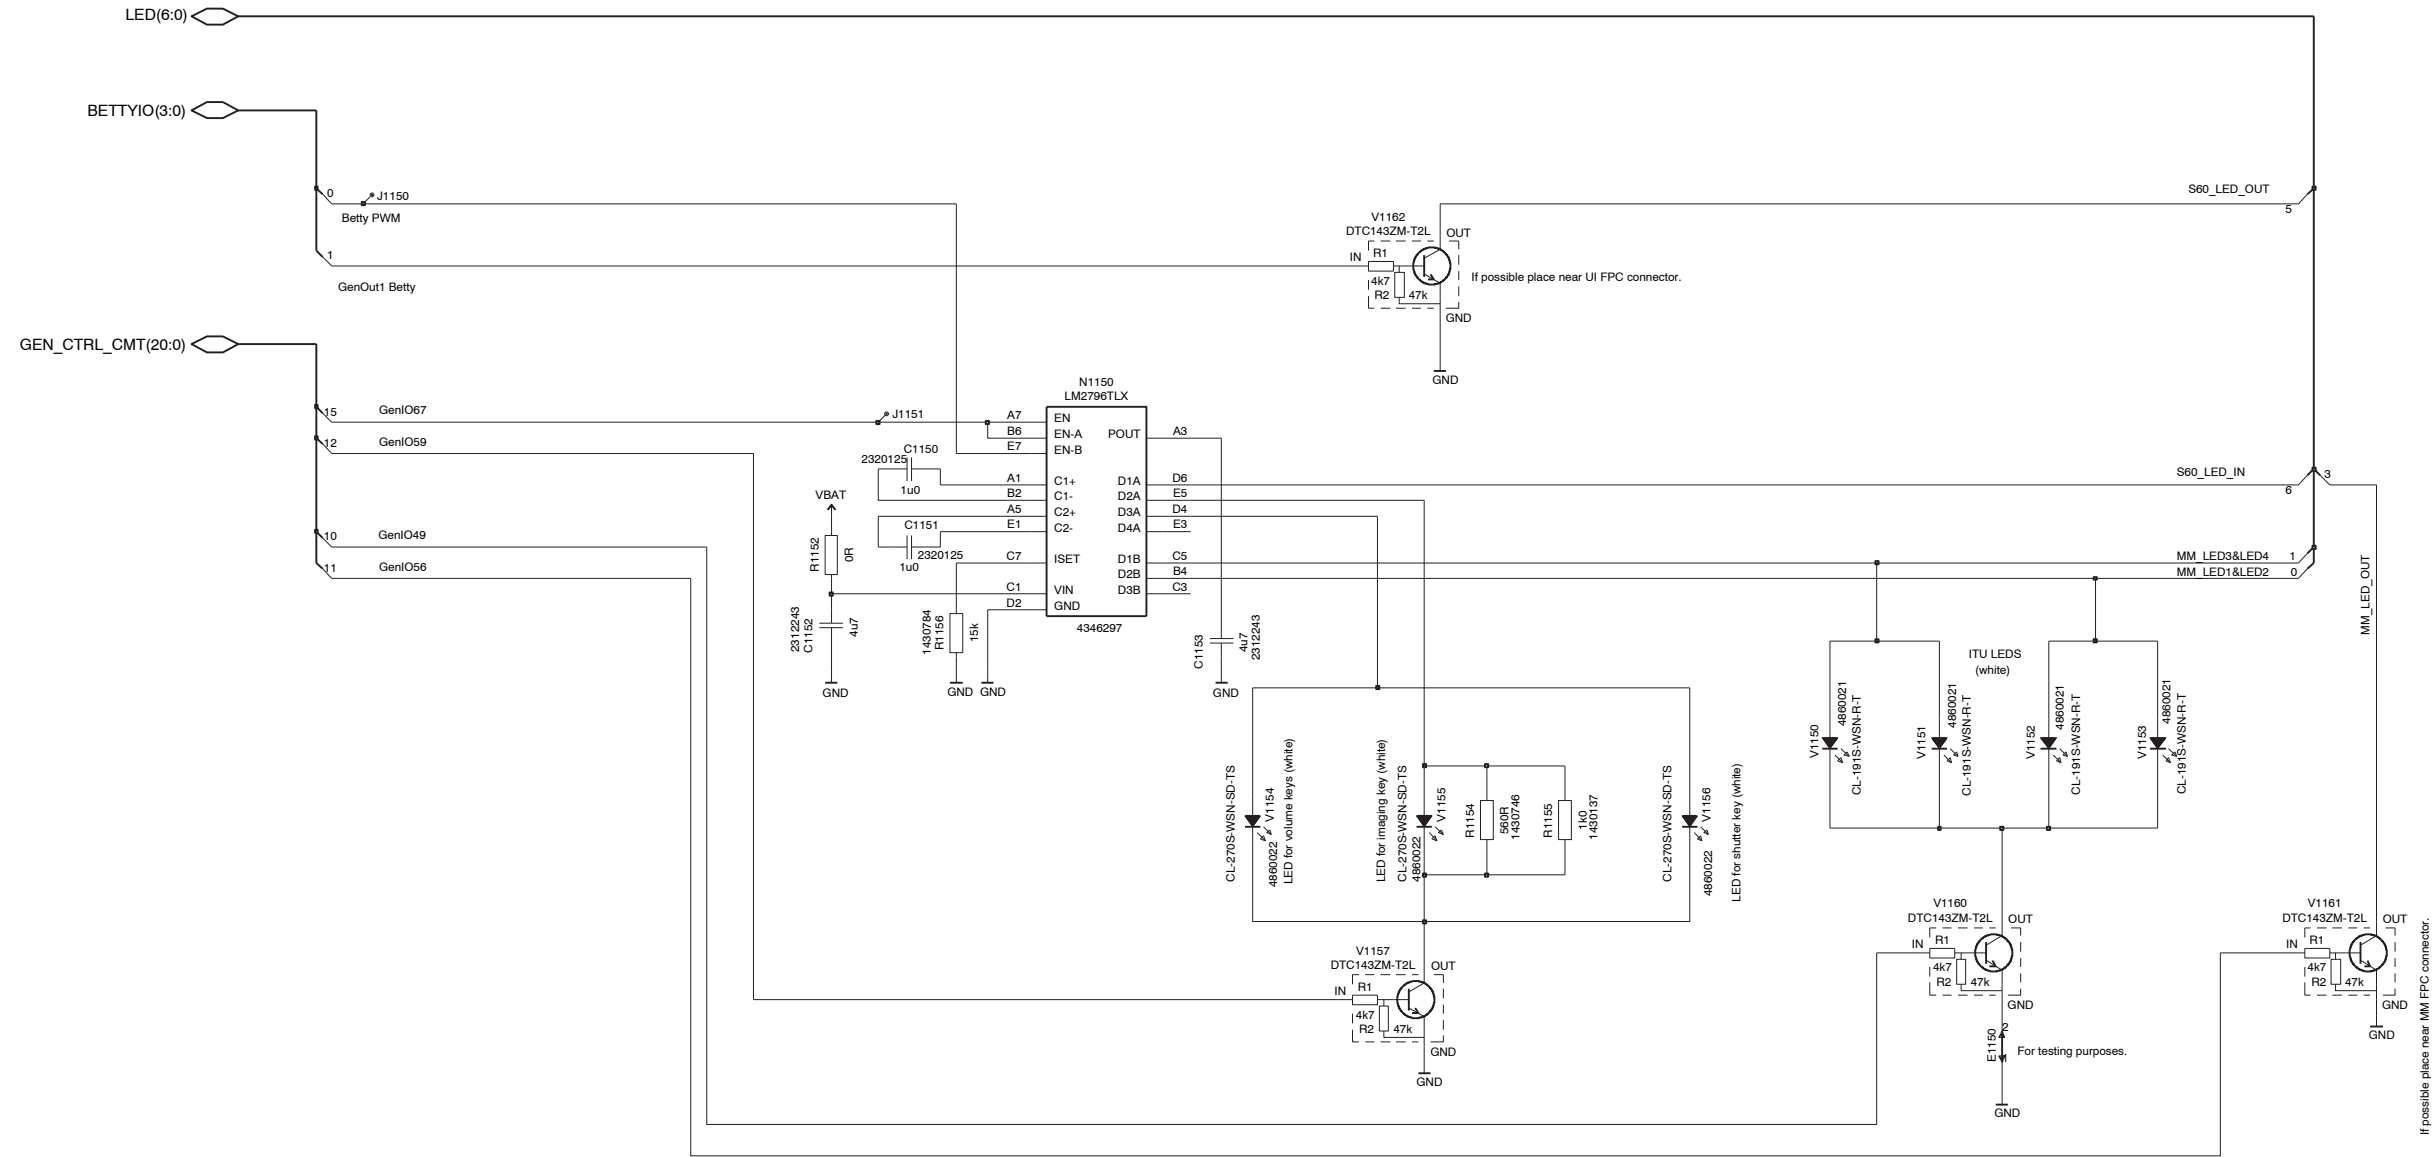 LED(6:0)
BETTYIO(3:0)
0
J1150
Betty PWM
S60_LED_OUT
5
1
GenOut1 Betty
V1162
DTC143ZM-T2L
OUT
IN
R1
4k7
R2
47k
GND
GND
If possible place near UI FPC connector.
GEN_CTRL_CMT(20:0)
15
GenIO67
J1151
12
GenIO59
10
GenIO49
11
GenIO56
N1150
LM2796TLX
A7
EN
B6
EN-A
POUT
A3
E7
EN-B
C1150
2320125
1u0
A1
C1+
D1A
D6
B2
C1-
D2A
E5
A5
C2+
D3A
D4
E1
C2-
D4A
E3
C1151
2320125
1u0
C7
ISET
D1B
C5
D2B
B4
C1
VIN
D3B
C3
D2
GND
4346297
VBAT
R1152
0R
2312243
C1152
4u7
GND
1430784
R1156
15k
GND
GND
C1153
4u7
2312243
GND
S60_LED_IN
6
3
MM_LED3&LED4
1
MM_LED1&LED2
0
MM_LED_OUT
ITU LEDS
(white)
V1150
4860021
CL-191S-WSN-R-T
V1151
4860021
CL-191S-WSN-R-T
V1152
4860021
CL-191S-WSN-R-T
V1153
4860021
CL-191S-WSN-R-T
CL-270S-WSN-SD-TS
V1154
4860022
LED for volume keys (white)
LED for imaging key (white)
CL-270S-WSN-SD-TS
4860022
V1155
R1154
560R
1430746
R1155
1k0
1430137
CL-270S-WSN-SD-TS
V1156
4860022
LED for shutter key (white)
V1157
DTC143ZM-T2L
OUT
IN
R1
4k7
R2
47k
GND
GND
V1160
DTC143ZM-T2L
OUT
IN
R1
4k7
R2
47k
GND
E1150
2
1
For testing purposes.
GND
V1161
DTC143ZM-T2L
OUT
IN
R1
4k7
R2
47k
GND
GND
If possible place near MM FPC connector.